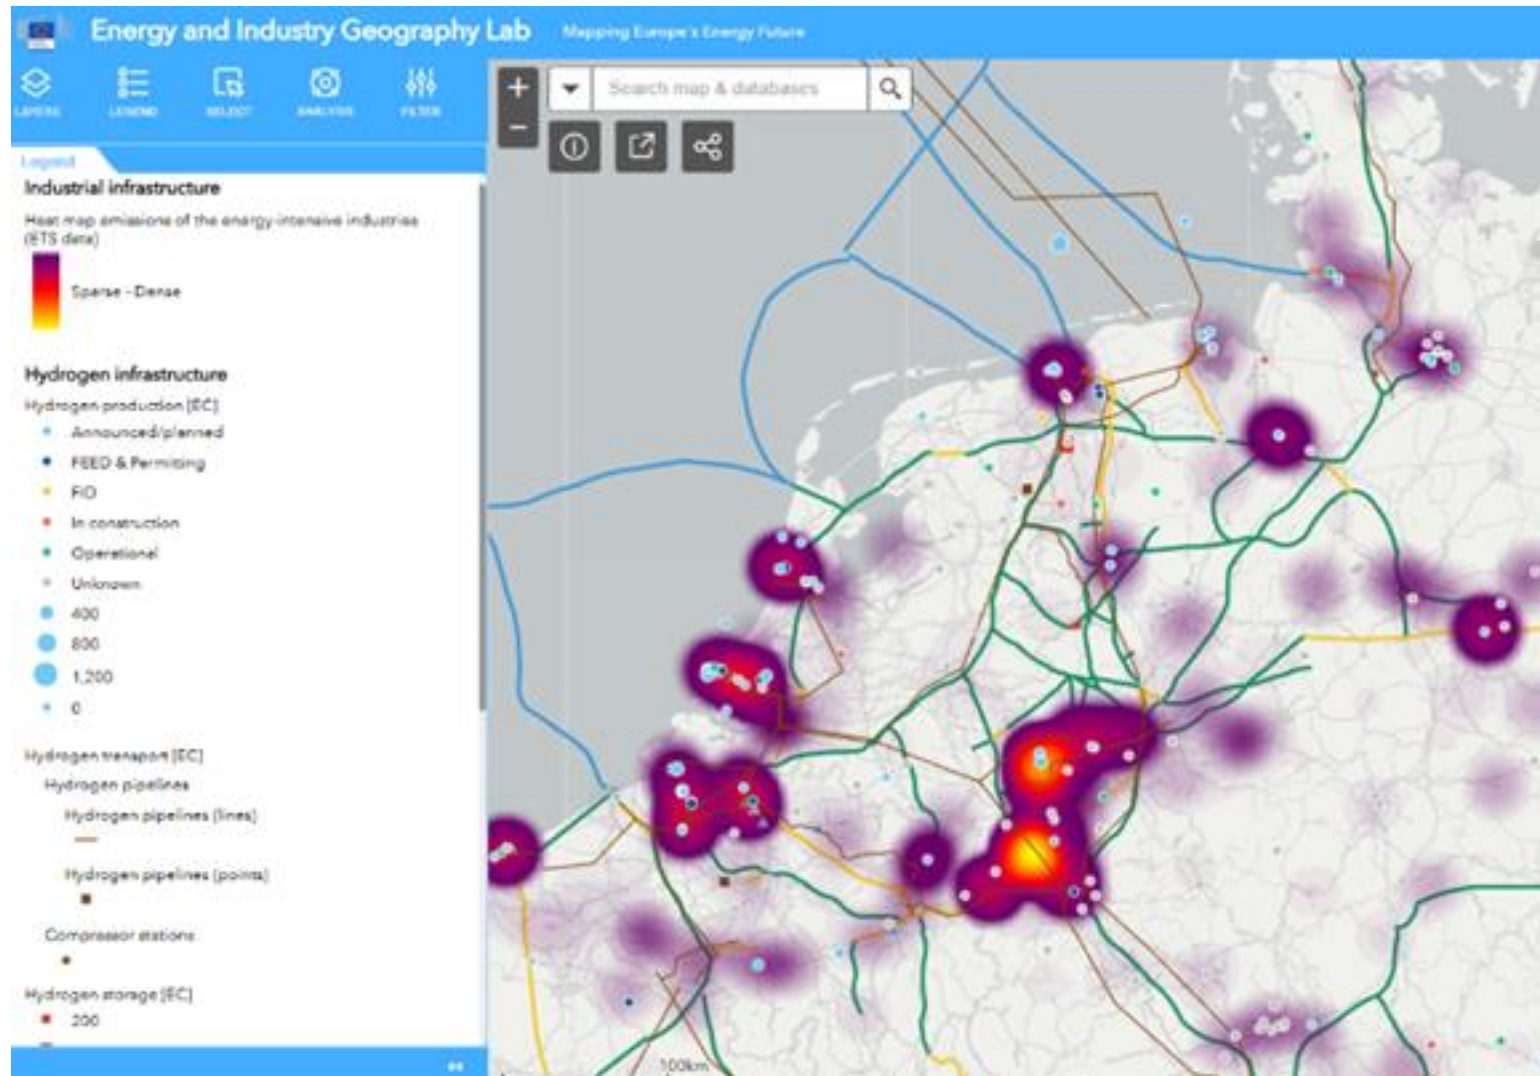 Energy and Industry Geography Lab
Mapping Europe's Energy Future
LAYERS
LEGEND
SELECT
ANALYSIS
FILTER
Search map & databases
Legend
Industrial infrastructure
Heat map emissions of the energy-intensive industries
(ETS data)
Sparse - Dense
Hydrogen infrastructure
Hydrogen production [EC]
Announced/planned
FEED & Permitting
FID
In construction
Operational
Unknown
400
800
1,200
0
Hydrogen transport [EC]
Hydrogen pipelines
Hydrogen pipelines (lines)
Hydrogen pipelines (points)
Compressor stations
Hydrogen storage [EC]
200
100km